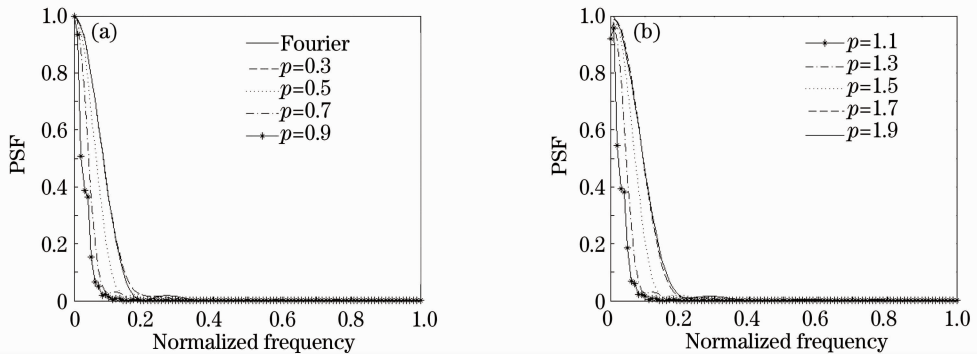 (a)
1.0
0.8
0.6
0.4
0.2
0
PSF
Fourier
p=0.3
p=0.5
p=0.7
p=0.9
0 0.2 0.4 0.6 0.8 1.0
Normalized frequency
(b)
1.0
0.8
0.6
0.4
0.2
0
PSF
p=1.1
p=1.3
p=1.5
p=1.7
p=1.9
0 0.2 0.4 0.6 0.8 1.0
Normalized frequency